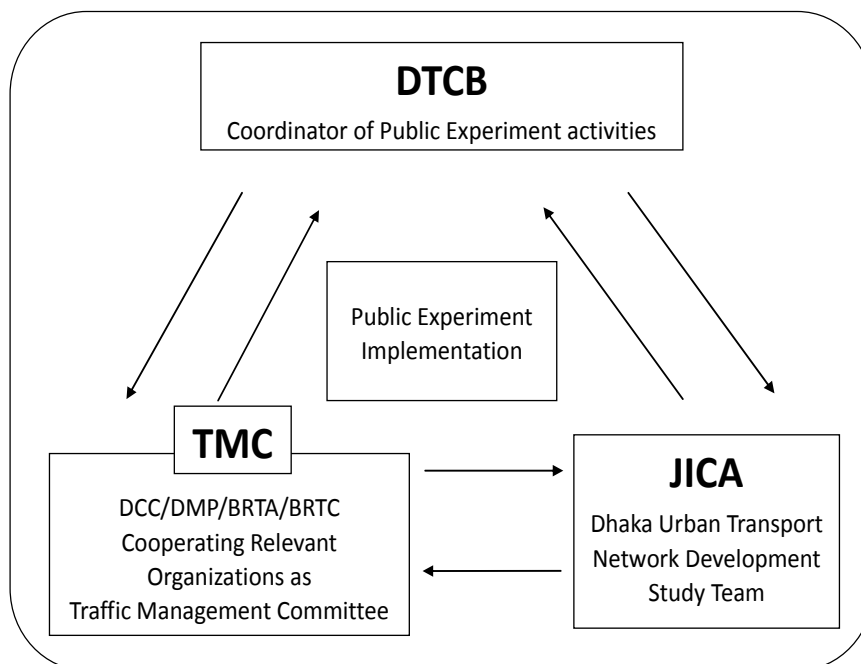 DTCB
Coordinator of Public Experiment activities
Public Experiment
Implementation
TMC
DCC/DMP/BRTA/BRTC
Cooperating Relevant
Organizations as
Traffic Management Committee
JICA
Dhaka Urban Transport
Network Development
Study Team